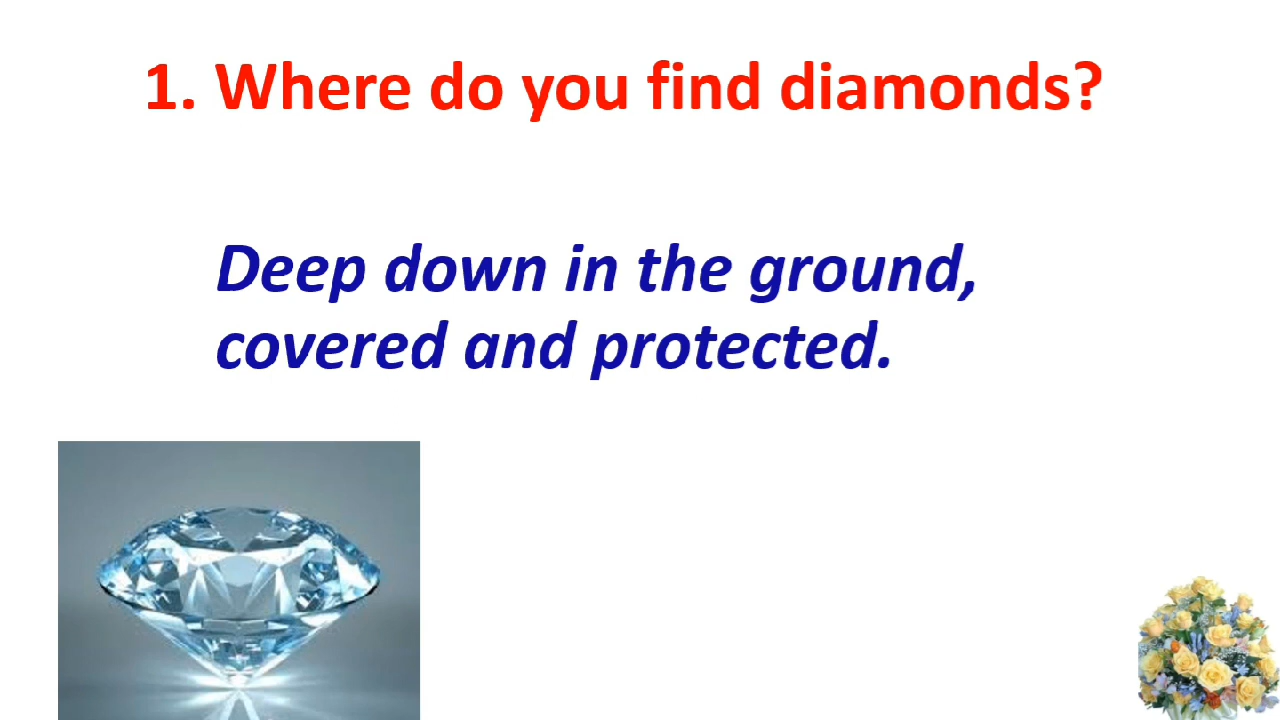 1. Where do you find diamonds?
Deep down in the ground,
covered and protected.